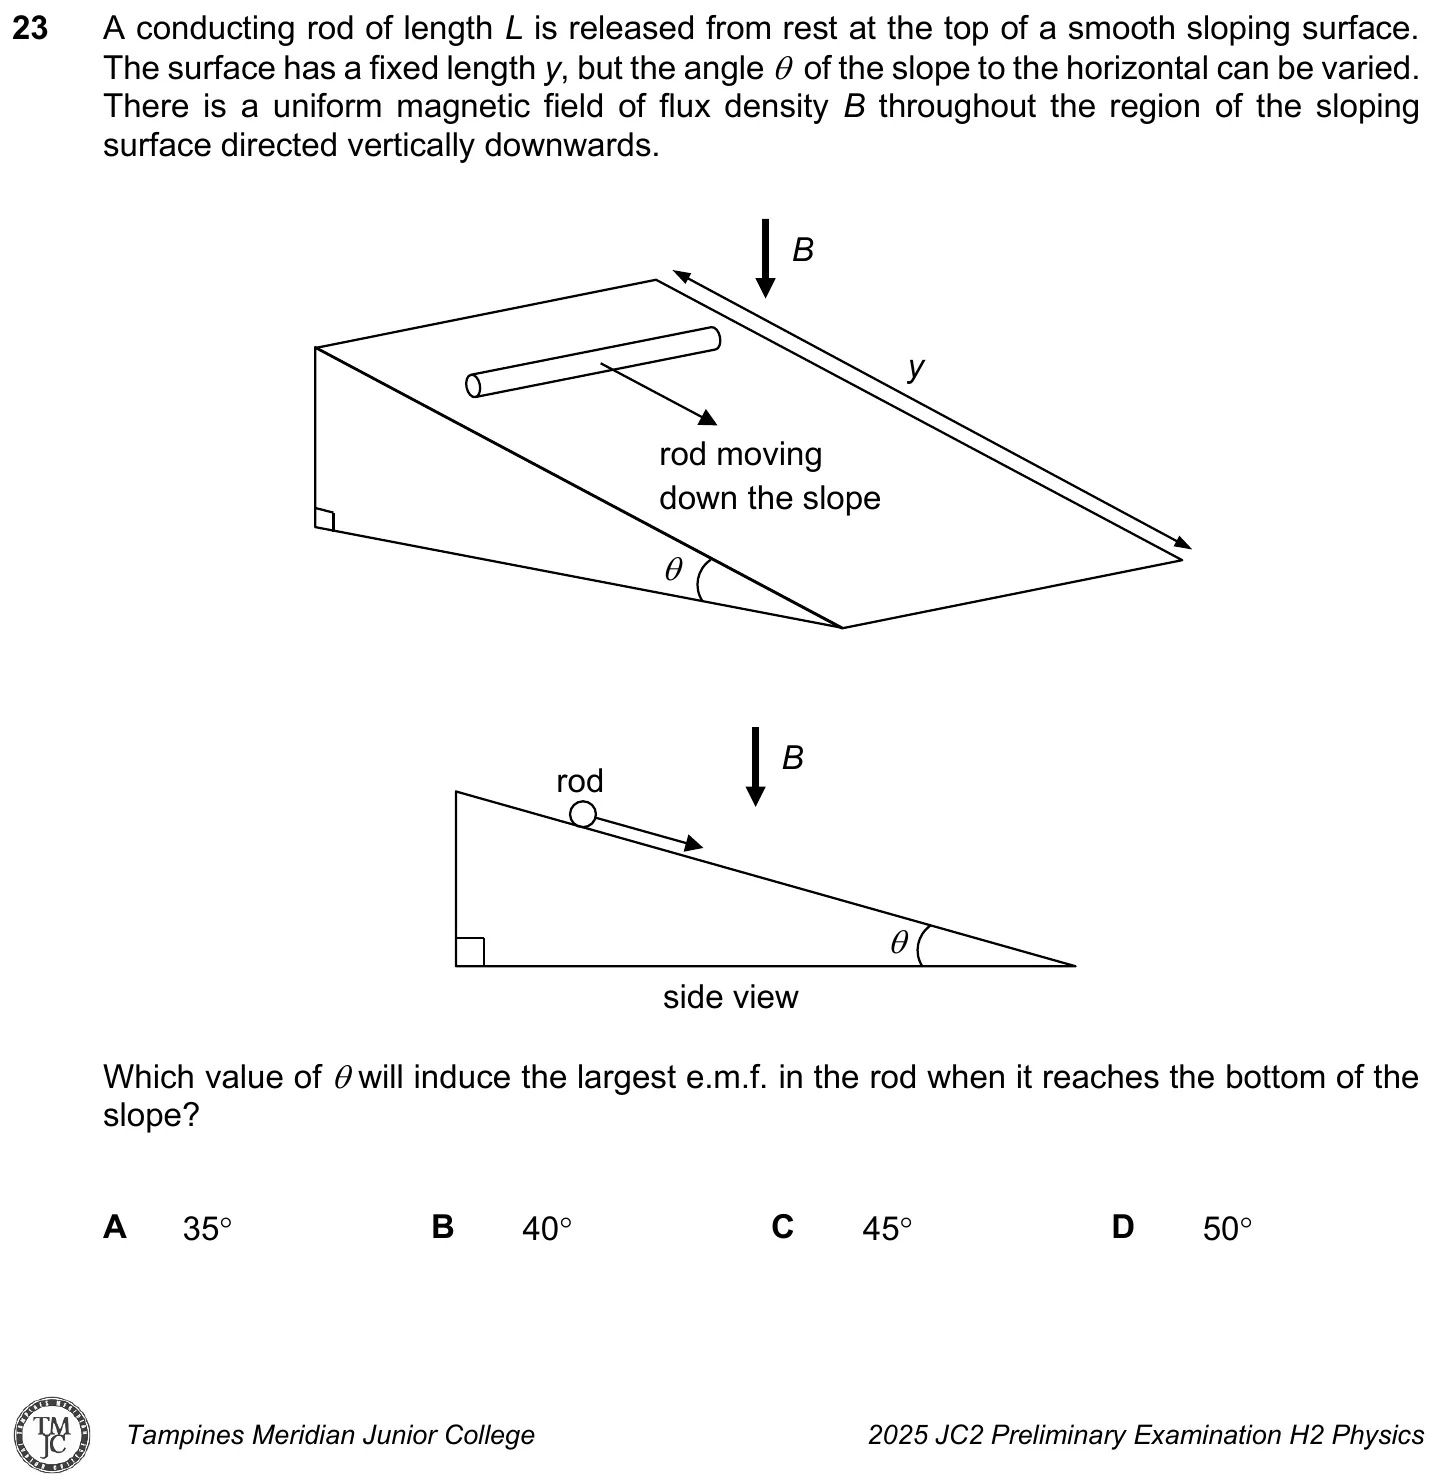 23 A conducting rod of length L is released from rest at the top of a smooth sloping surface.
The surface has a fixed length y, but the angle θ of the slope to the horizontal can be varied.
There is a uniform magnetic field of flux density B throughout the region of the sloping
surface directed vertically downwards.
B
y
rod moving
down the slope
θ
B
rod
θ
side view
Which value of θ will induce the largest e.m.f. in the rod when it reaches the bottom of the
slope?
A 35° B 40° C 45° D 50°
TM
JC
Tampines Meridian Junior College 2025 JC2 Preliminary Examination H2 Physics